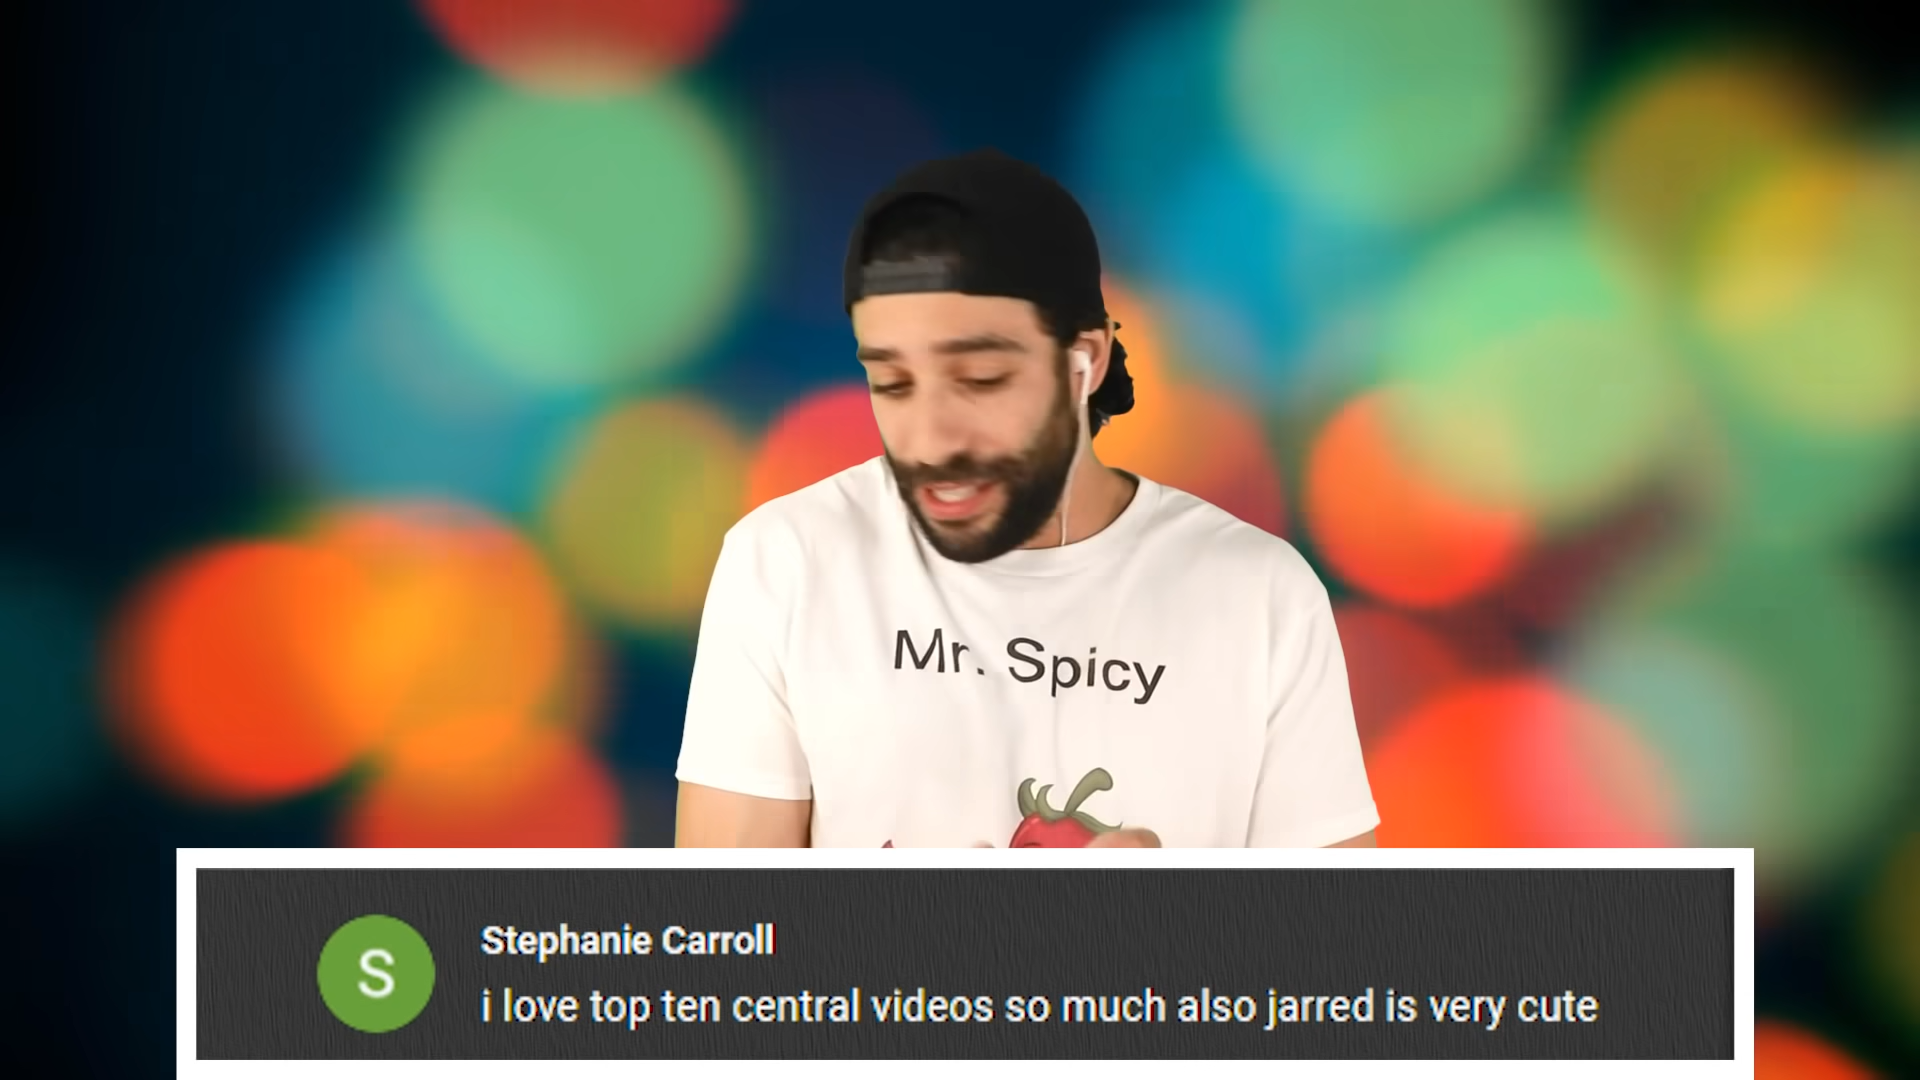 Mr. Spicy
S
Stephanie Carroll
i love top ten central videos so much also jarred is very cute